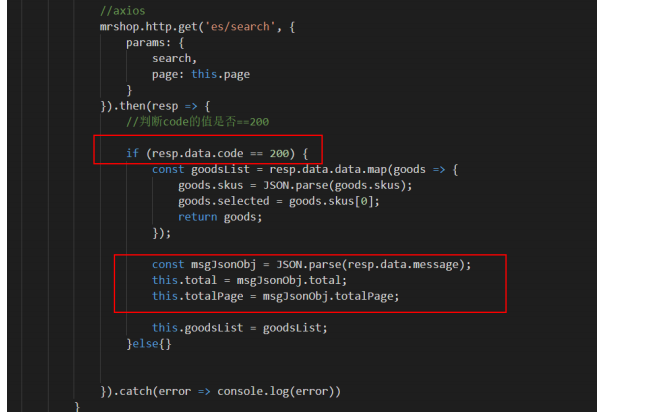 //axios
mrshop.http.get('es/search', {
params: {
search,
page: this.page
}
}).then(resp => {
//判断code的值是否==200
if (resp.data.code == 200) {
const goodsList = resp.data.data.map(goods => {
goods.skus = JSON.parse(goods.skus);
goods.selected = goods.skus[0];
return goods;
});
const msgJsonObj = JSON.parse(resp.data.message);
this.total = msgJsonObj.total;
this.totalPage = msgJsonObj.totalPage;
this.goodsList = goodsList;
}else{}
}).catch(error => console.log(error))
}